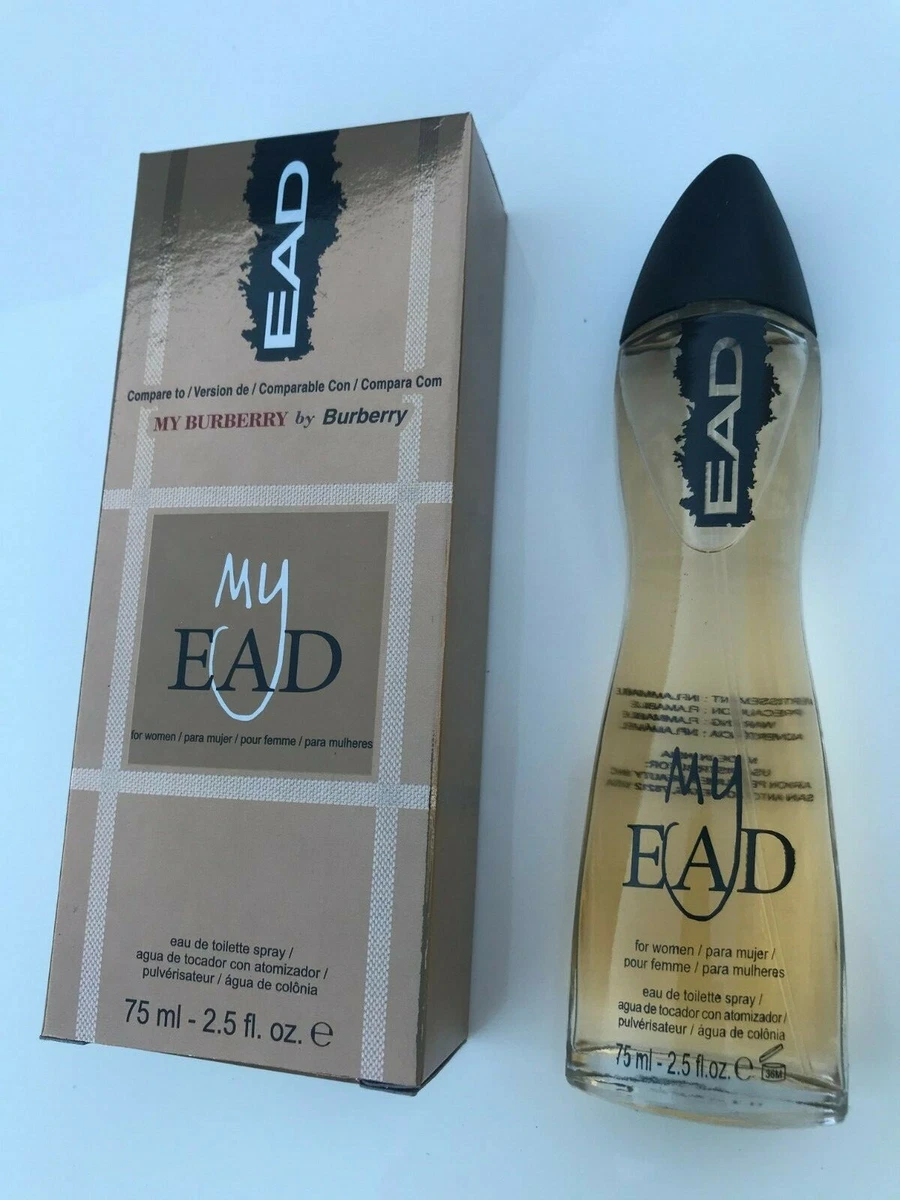 EAD
Compare to / Version de / Comparable Con / Compara Com
MY BURBERRY by Burberry
My
EAD
for women / para mujer / pour femme / para mulheres
eau de toilette spray /
agua de tocador con atomizador /
pulvérisateur / água de colônia
75 ml - 2.5 fl. oz. ℮
EAD
My
EAD
for women / para mujer /
pour femme / para mulheres
eau de toilette spray /
agua de tocador con atomizador /
pulvérisateur / água de colônia
75 ml - 2.5 fl.oz. ℮ 36M